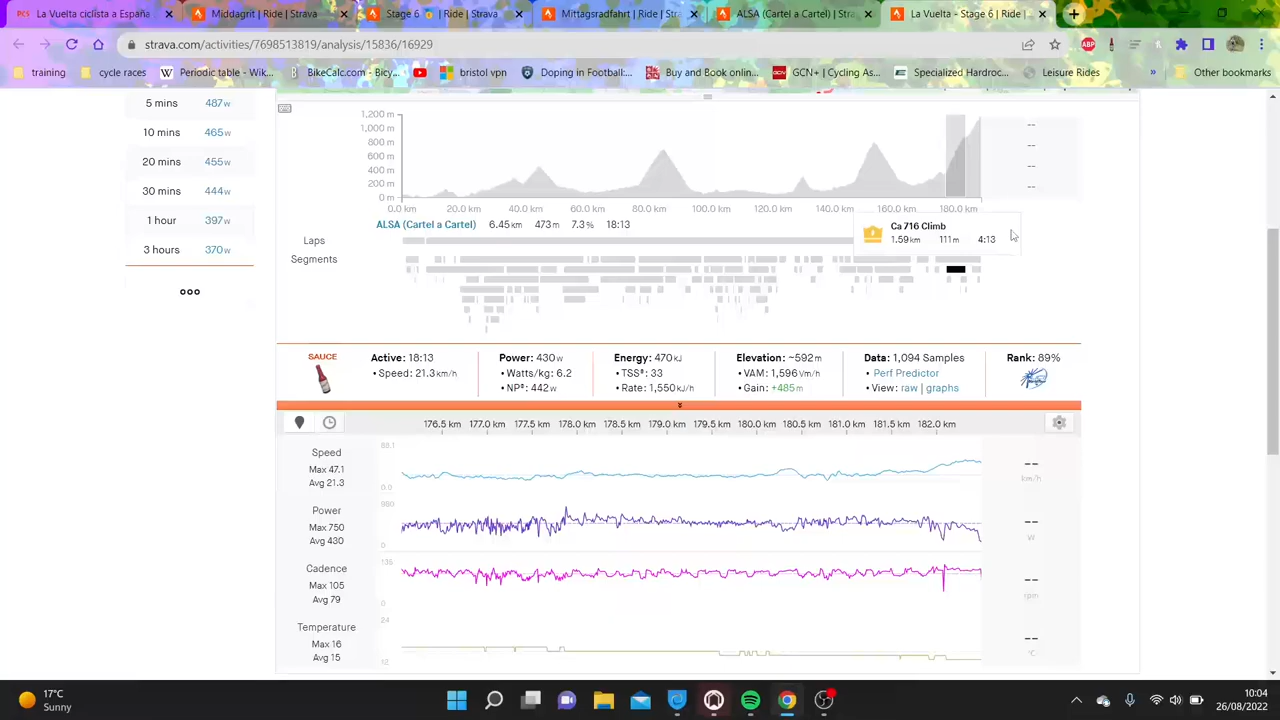 La Vuelta ciclista a España
Middagrit | Ride | Strava
Stage 6 | Ride | Strava
Mittagsradfahrt | Ride | Strava
ALSA (Cartel a Cartel) | Stra
La Vuelta - Stage 6 | Ride |
strava.com/activities/7698513819/analysis/15836/16929
training
cycle races
Periodic table - Wik...
BikeCalc.com - Bicy...
bristol vpn
Doping in Football...
Buy and Book onlin...
GCN+ | Cycling As...
Specialized Hardroc...
Leisure Rides
»
Other bookmarks
5 mins 487w
10 mins 465w
20 mins 455w
30 mins 444w
1 hour 397w
3 hours 370w
1,200 m
1,000 m
800 m
600 m
400 m
200 m
0 m
--
--
--
--
0.0 km 20.0 km 40.0 km 60.0 km 80.0 km 100.0 km 120.0 km 140.0 km 160.0 km 180.0 km
ALSA (Cartel a Cartel) 6.45km 473m 7.3% 18:13
Ca 716 Climb
1.59km 111m 4:13
Laps
Segments
SAUCE
Active: 18:13
• Speed: 21.3km/h
Power: 430w
• Watts/kg: 6.2
• NP®: 442w
Energy: 470kJ
• TSS®: 33
• Rate: 1,550kJ/h
Elevation: ~592m
• VAM: 1,596Vm/h
• Gain: +485m
Data: 1,094 Samples
• Perf Predictor
• View: raw | graphs
Rank: 89%
176.5 km 177.0 km 177.5 km 178.0 km 178.5 km 179.0 km 179.5 km 180.0 km 180.5 km 181.0 km 181.5 km 182.0 km
Speed
Max 47.1
Avg 21.3
0.0
--
km/h
Power
Max 750
Avg 430
980
0
--
W
Cadence
Max 105
Avg 79
135
0
--
rpm
Temperature
Max 16
Avg 15
24
12
--
°C
17°C
Sunny
10:04
26/08/2022